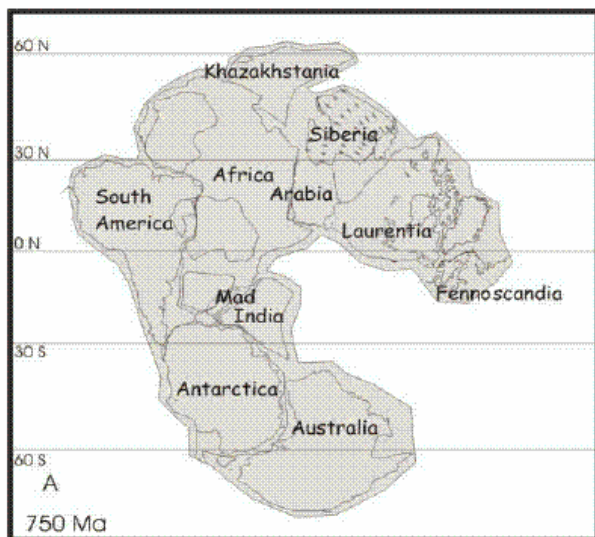 60 N
Khazakhstania
Siberia
30 N
Africa
Arabia
South
America
Laurentia
0 N
Fennoscandia
Mad
India
30 S
Antarctica
Australia
60 S
A
750 Ma